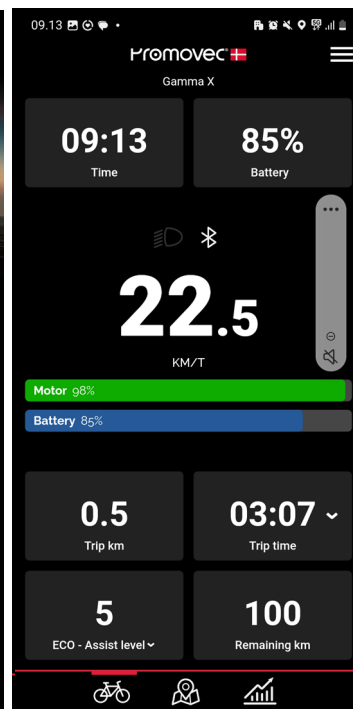 09.13
Promovec
Gamma X
09:13
Time
85%
Battery
22.5
KM/T
Motor 98%
Battery 85%
0.5
Trip km
03:07
Trip time
5
ECO - Assist level
100
Remaining km